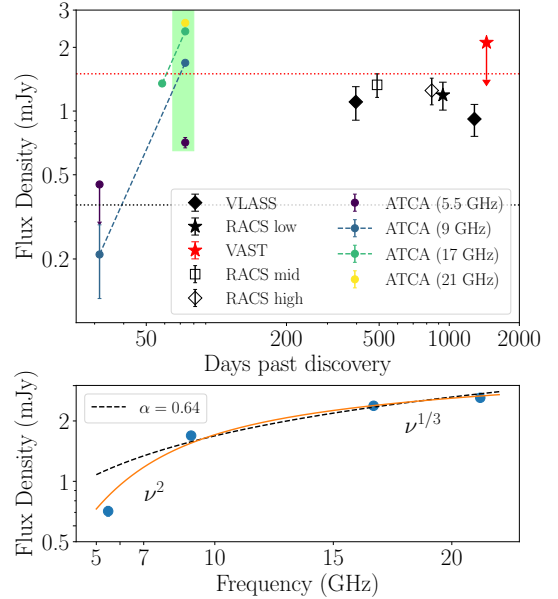 3
2
1
0.5
0.2
Flux Density (mJy)
VLASS
RACS low
VAST
RACS mid
RACS high
ATCA (5.5 GHz)
ATCA (9 GHz)
ATCA (17 GHz)
ATCA (21 GHz)
50 200 400 1000 2000
Days past discovery
2
1
0.5
Flux Density (mJy)
α = 0.64
ν^2
ν^{1/3}
5 7 10 15 20
Frequency (GHz)